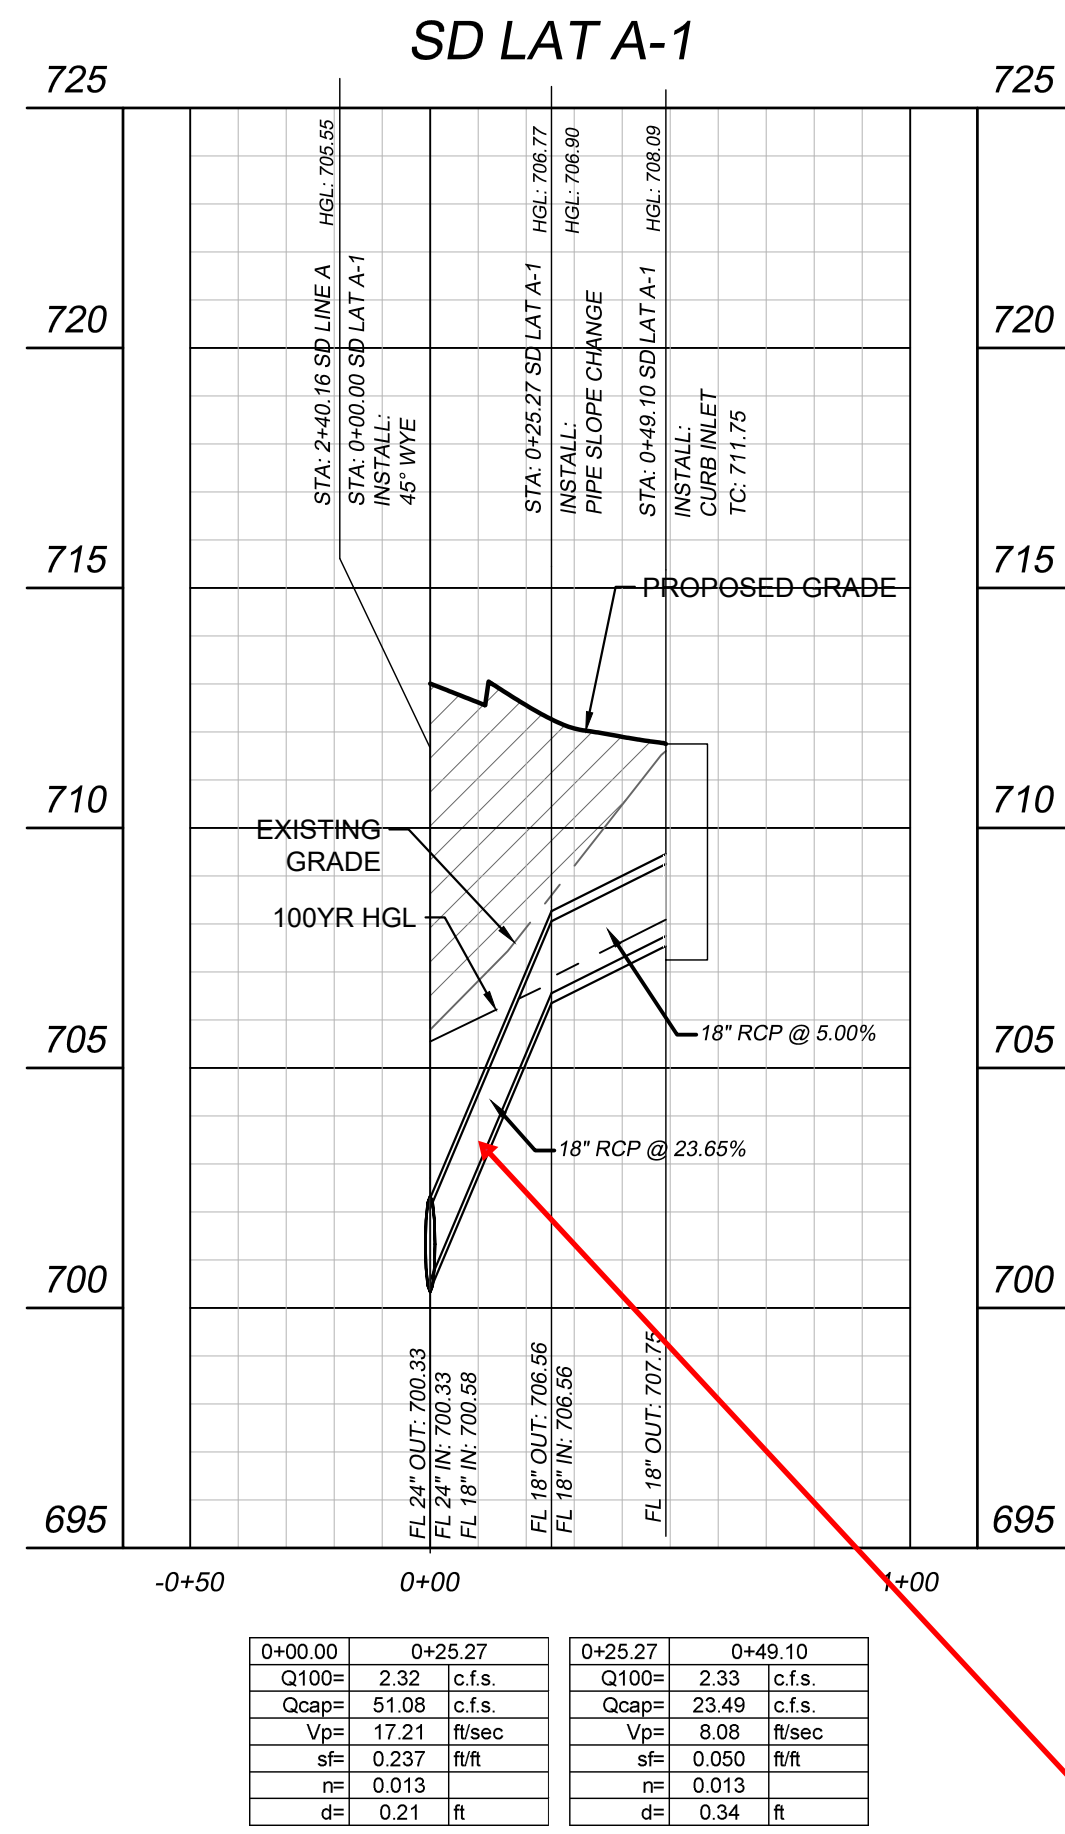 SD LAT A-1
725
725
HGL: 705.55
HGL: 706.77
HGL: 706.90
HGL: 708.09
STA: 2+40.16 SD LINE A
STA: 0+00.00 SD LAT A-1
INSTALL:
45° WYE
STA: 0+25.27 SD LAT A-1
INSTALL:
PIPE SLOPE CHANGE
STA: 0+49.10 SD LAT A-1
INSTALL:
CURB INLET
TC: 711.75
720
720
715
715
PROPOSED GRADE
710
710
EXISTING
GRADE
100YR HGL
705
705
18" RCP @ 5.00%
18" RCP @ 23.65%
700
700
FL 24" OUT: 700.33
FL 24" IN: 700.33
FL 18" IN: 700.58
FL 18" OUT: 706.56
FL 18" IN: 706.56
FL 18" OUT: 707.75
695
695
-0+50
0+00
1+00
0+00.00 0+25.27
Q100= 2.32 c.f.s.
Qcap= 51.08 c.f.s.
Vp= 17.21 ft/sec
sf= 0.237 ft/ft
n= 0.013
d= 0.21 ft
0+25.27 0+49.10
Q100= 2.33 c.f.s.
Qcap= 23.49 c.f.s.
Vp= 8.08 ft/sec
sf= 0.050 ft/ft
n= 0.013
d= 0.34 ft